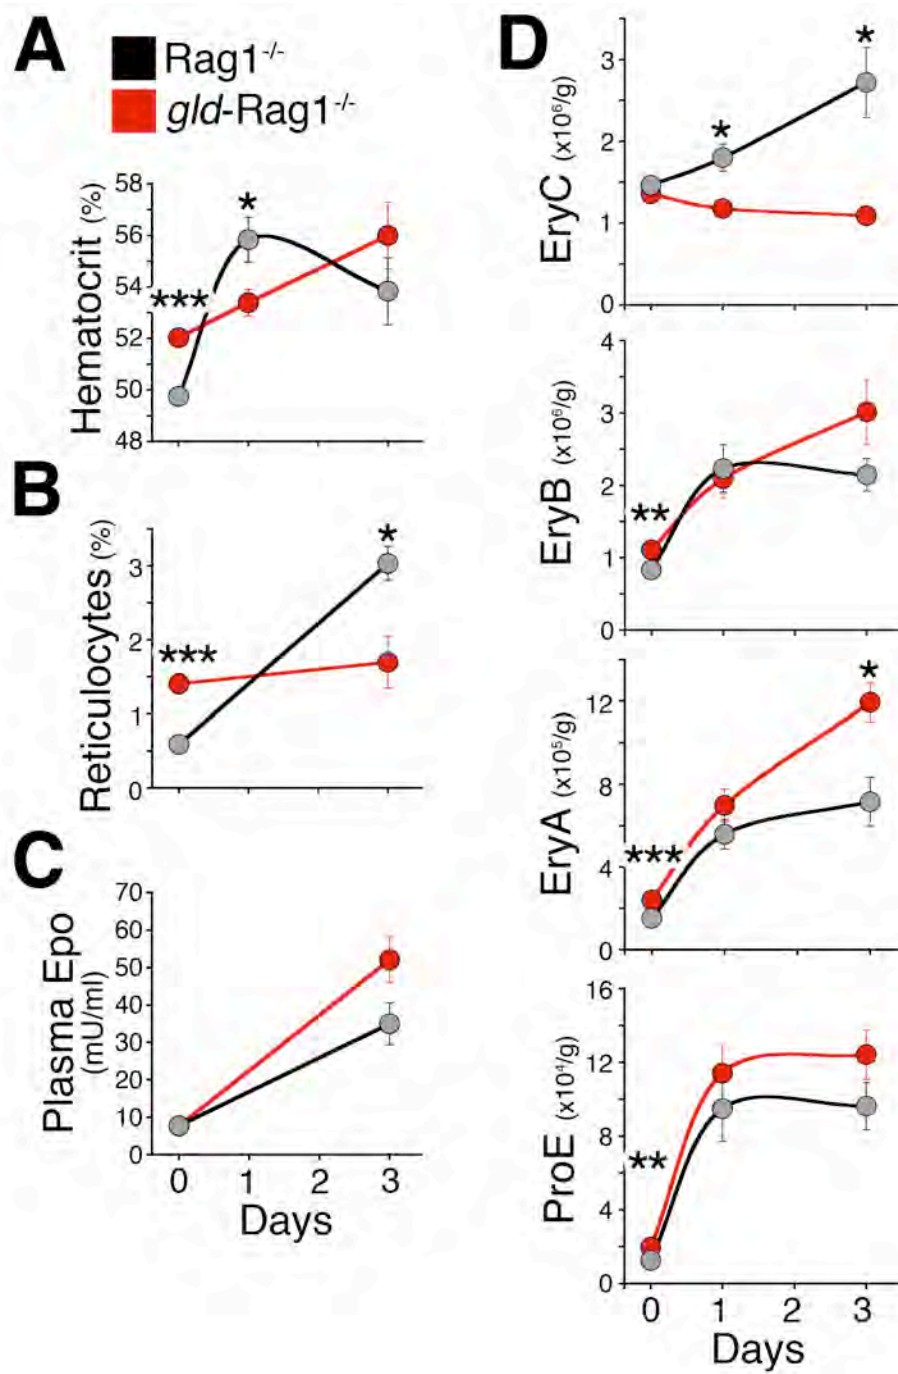 A
Rag1-/-
gld-Rag1-/-
Hematocrit (%)
58
56
54
52
50
48
***
*
B
Reticulocytes (%)
3
2
1
0
***
*
C
Plasma Epo
(mU/ml)
70
60
50
40
30
20
10
0
0 1 2 3
Days
D
EryC (x10⁶/g)
3
2
1
0
*
*
EryB (x10⁶/g)
4
3
2
1
0
**
EryA (x10⁵/g)
12
8
4
0
***
*
ProE (x10⁴/g)
16
12
8
4
0
**
0 1 2 3
Days